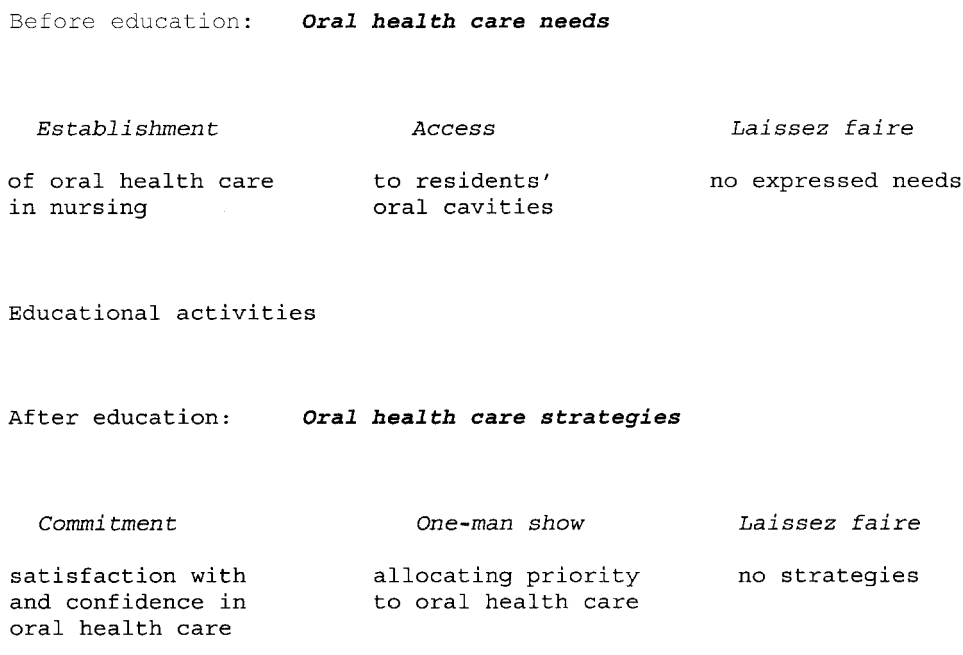 Before education: Oral health care needs
Establishment Access Laissez faire
of oral health care to residents' no expressed needs
in nursing oral cavities
Educational activities
After education: Oral health care strategies
Commitment One-man show Laissez faire
satisfaction with allocating priority no strategies
and confidence in to oral health care
oral health care